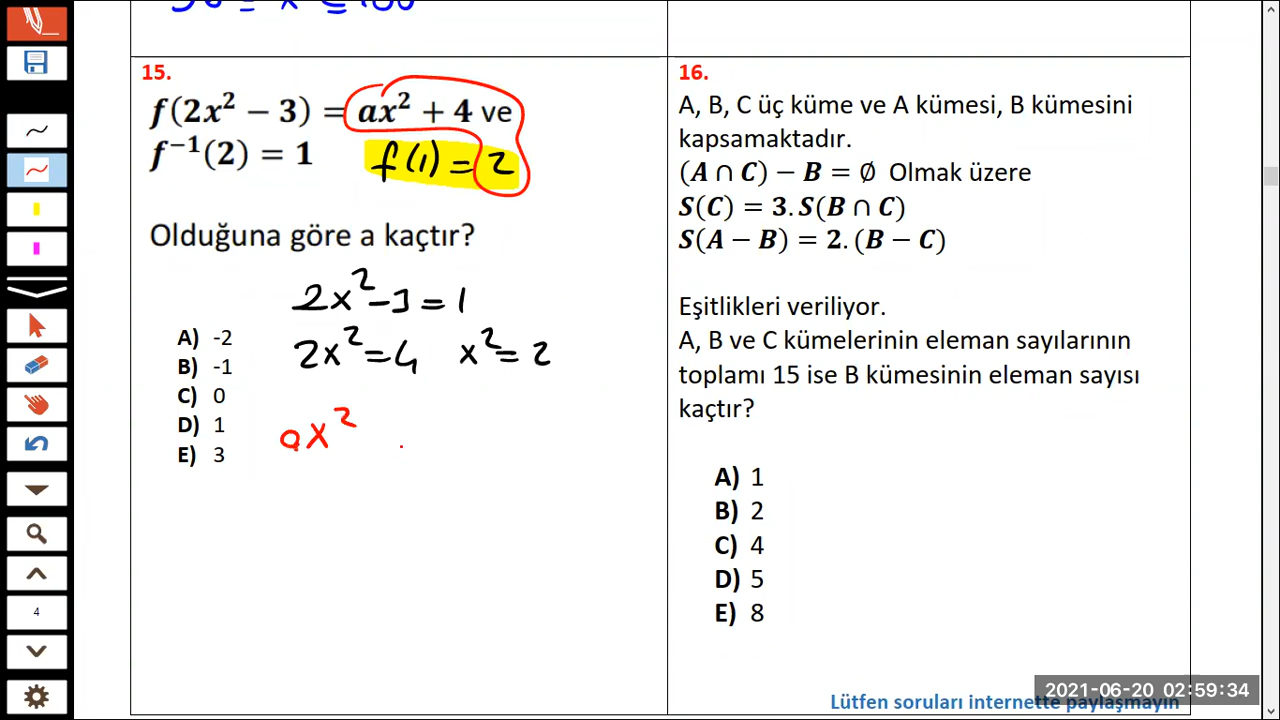 15.
f(2x² − 3) = ax² + 4 ve
f⁻¹(2) = 1 f(1) = 2
Olduğuna göre a kaçtır?
2x² - 3 = 1
2x² = 4 x² = 2
A) -2
B) -1
C) 0
D) 1
E) 3
ax²
16.
A, B, C üç küme ve A kümesi, B kümesini
kapsamaktadır.
(A ∩ C) − B = ∅ Olmak üzere
S(C) = 3. S(B ∩ C)
S(A − B) = 2. (B − C)
Eşitlikleri veriliyor.
A, B ve C kümelerinin eleman sayılarının
toplamı 15 ise B kümesinin eleman sayısı
kaçtır?
A) 1
B) 2
C) 4
D) 5
E) 8
Lütfen soruları internette paylaşmayın
2021-06-20 02:59:34
4